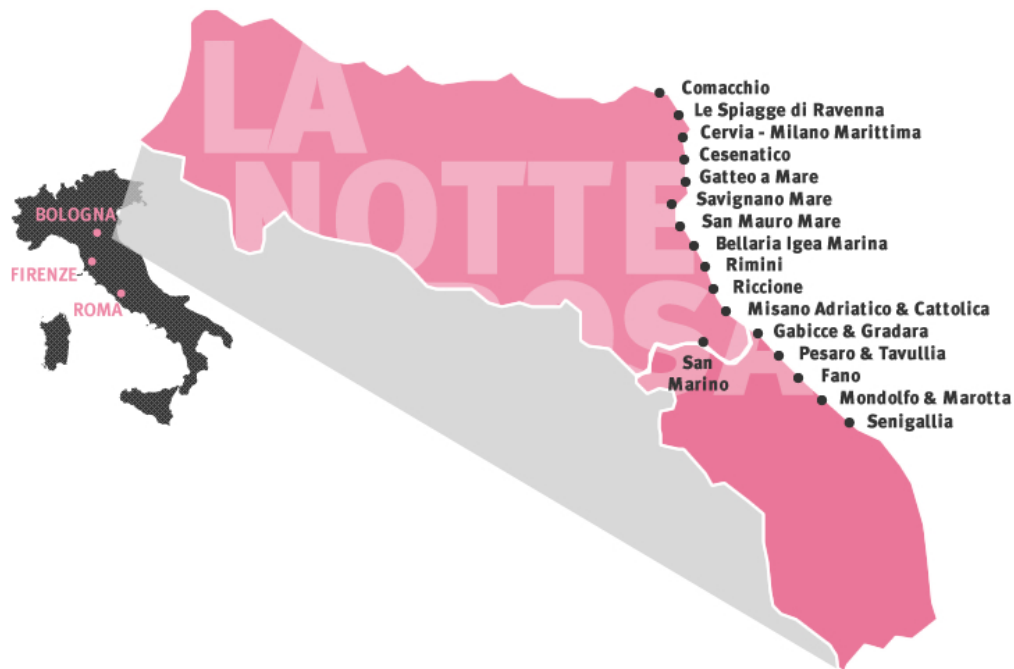 LA
NOTTE
ROSA
Comacchio
Le Spiagge di Ravenna
Cervia - Milano Marittima
Cesenatico
Gatteo a Mare
Savignano Mare
San Mauro Mare
Bellaria Igea Marina
Rimini
Riccione
Misano Adriatico & Cattolica
Gabicce & Gradara
Pesaro & Tavullia
Fano
Mondolfo & Marotta
Senigallia
San
Marino
BOLOGNA
FIRENZE
ROMA